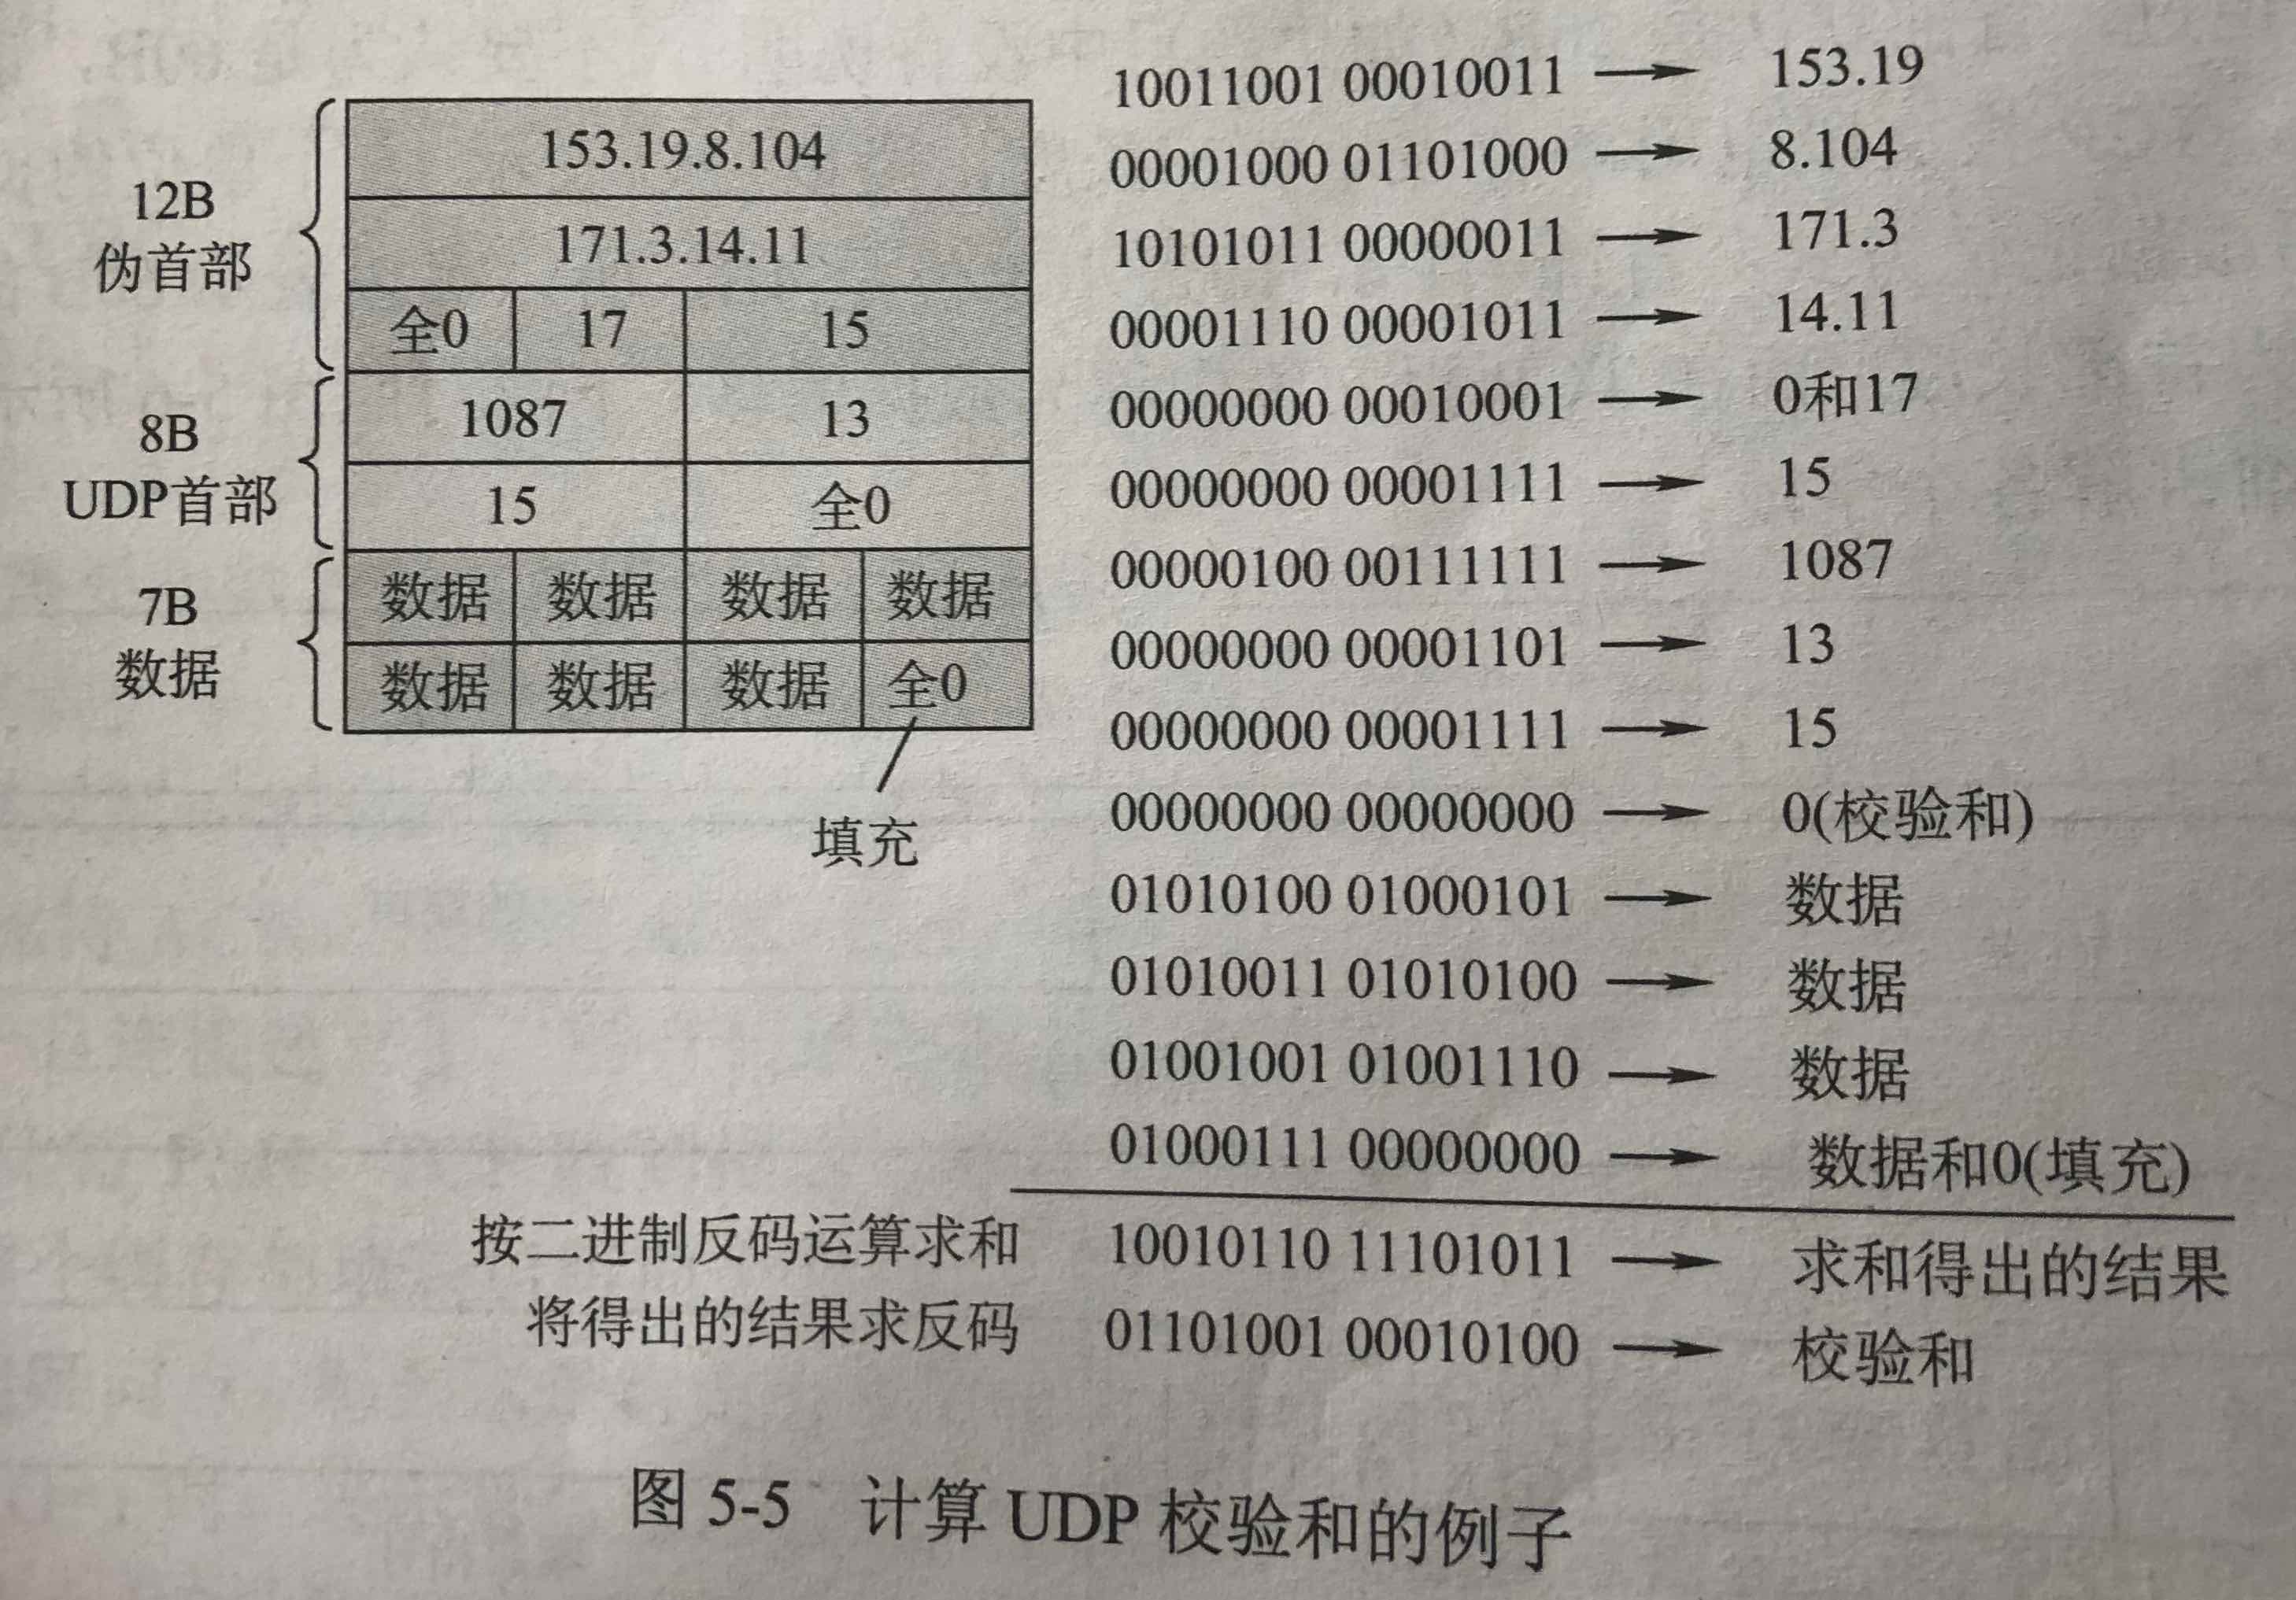 12B
伪首部
153.19.8.104
171.3.14.11
全0 17 15
8B
UDP首部
1087 13
15 全0
7B
数据
数据 数据 数据 数据
数据 数据 数据 全0
填充
10011001 00010011 → 153.19
00001000 01101000 → 8.104
10101011 00000011 → 171.3
00001110 00001011 → 14.11
00000000 00010001 → 0和17
00000000 00001111 → 15
00000100 00111111 → 1087
00000000 00001101 → 13
00000000 00001111 → 15
00000000 00000000 → 0(校验和)
01010100 01000101 → 数据
01010011 01010100 → 数据
01001001 01001110 → 数据
01000111 00000000 → 数据和0(填充)
按二进制反码运算求和 10010110 11101011 → 求和得出的结果
将得出的结果求反码 01101001 00010100 → 校验和
图 5-5 计算 UDP 校验和的例子